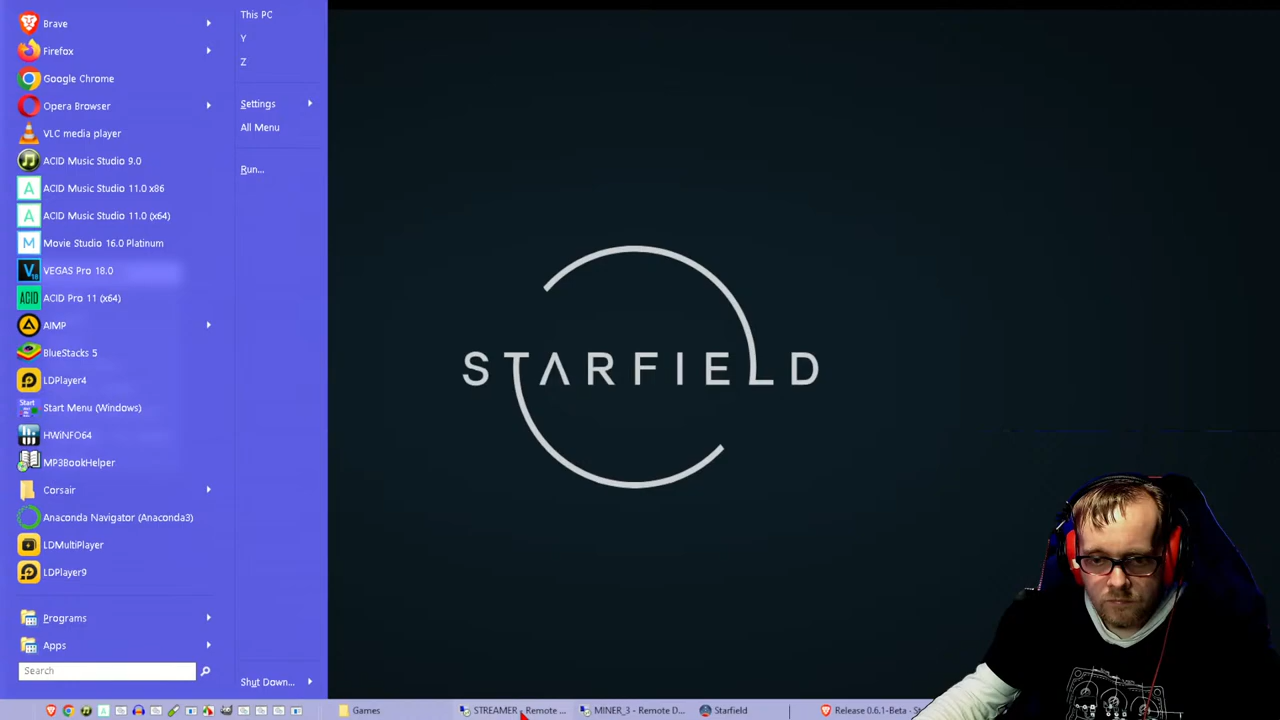 Brave
Firefox
Google Chrome
Opera Browser
VLC media player
ACID Music Studio 9.0
ACID Music Studio 11.0 x86
ACID Music Studio 11.0 (x64)
Movie Studio 16.0 Platinum
VEGAS Pro 18.0
ACID Pro 11 (x64)
AIMP
BlueStacks 5
LDPlayer4
Start Menu (Windows)
HWiNFO64
MP3BookHelper
Corsair
Anaconda Navigator (Anaconda3)
LDMultiPlayer
LDPlayer9
Programs
Apps
Search
This PC
Y
Z
Settings
All Menu
Run...
Shut Down...
STARFIELD
Games
STREAMER - Remote ...
MINER_3 - Remote D...
Starfield
Release 0.6.1-Beta - St